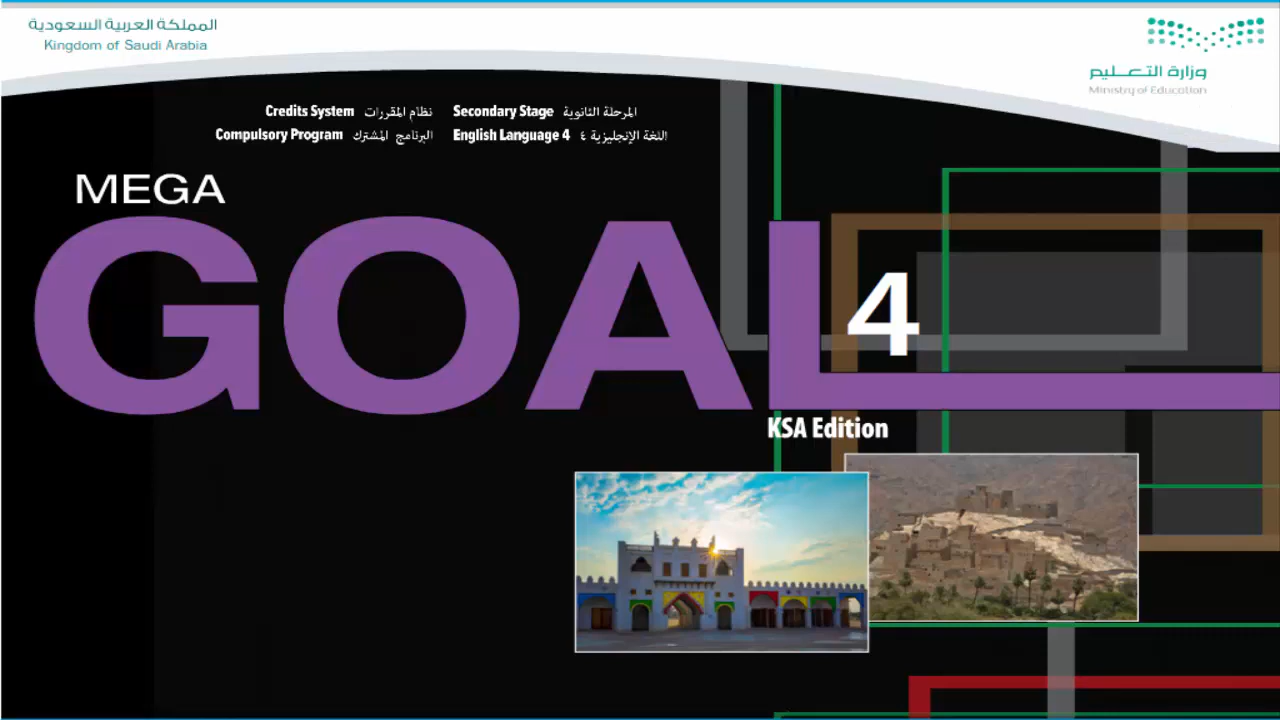 المملكة العربية السعودية
Kingdom of Saudi Arabia
وزارة التعليم
Ministry of Education
Credits System نظام المقررات Secondary Stage المرحلة الثانوية
Compulsory Program البرنامج المشترك English Language 4 اللغة الإنجليزية ٤
MEGA
GOAL
4
KSA Edition